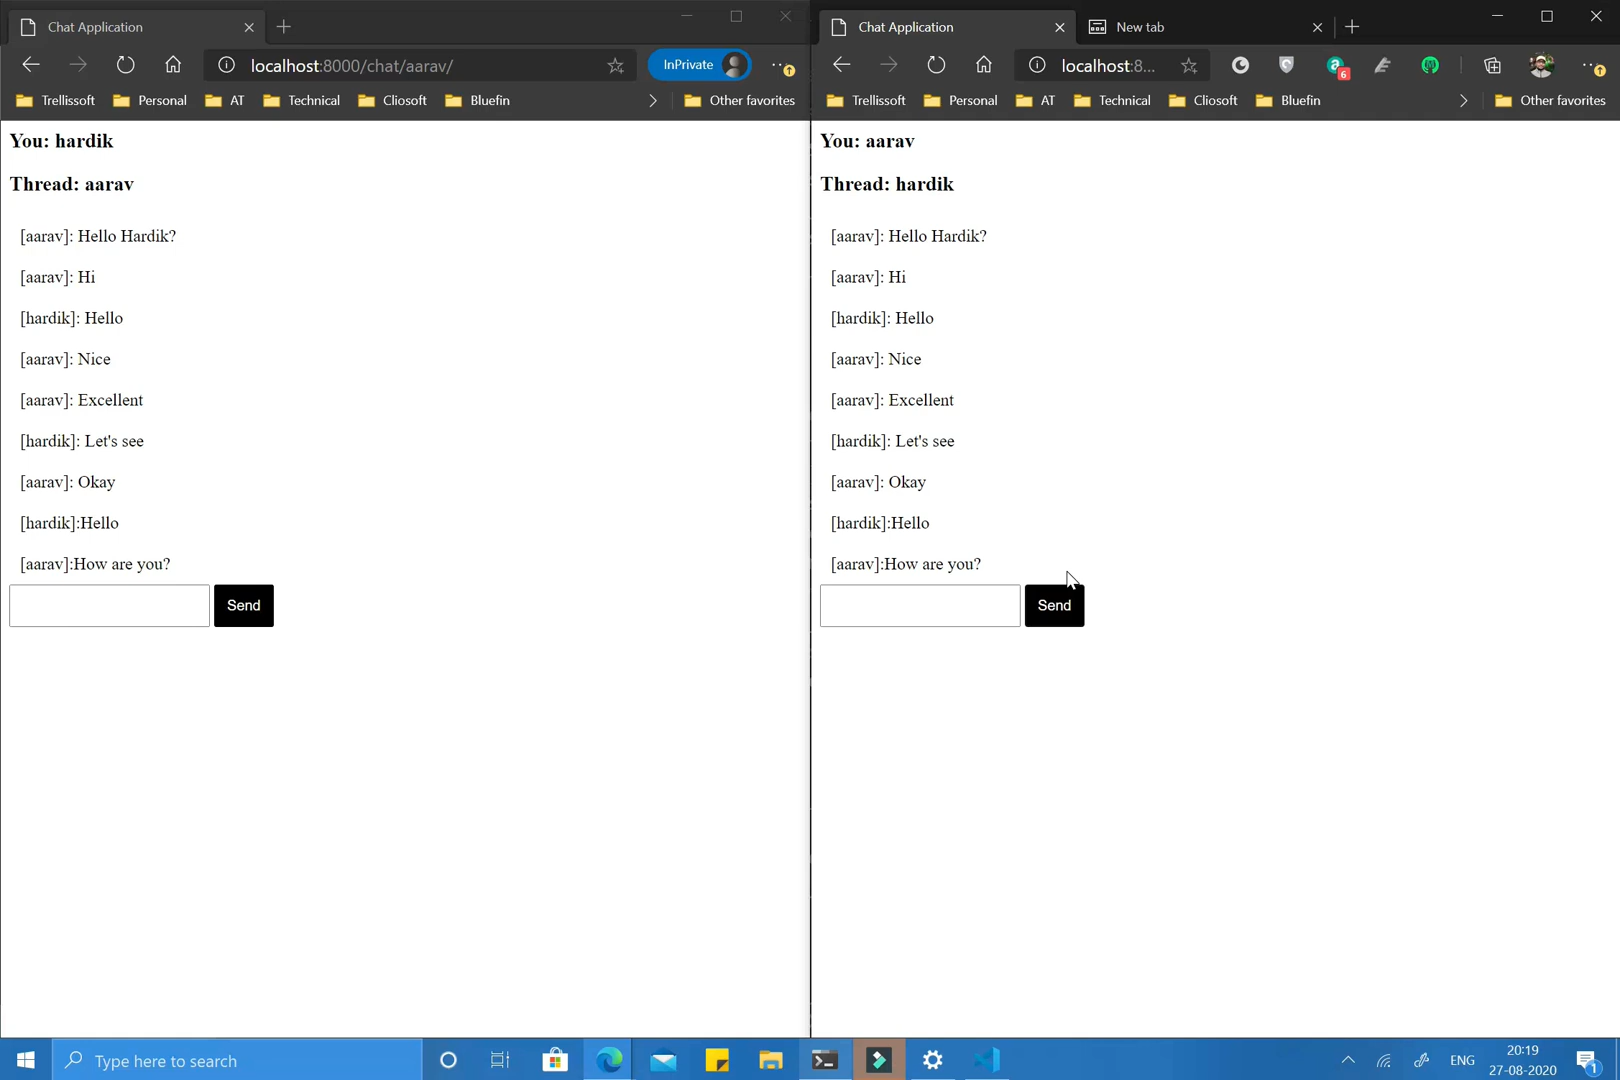 Chat Application
localhost:8000/chat/aarav/
InPrivate
Trellissoft Personal AT Technical Cliosoft Bluefin Other favorites
You: hardik
Thread: aarav
[aarav]: Hello Hardik?
[aarav]: Hi
[hardik]: Hello
[aarav]: Nice
[aarav]: Excellent
[hardik]: Let's see
[aarav]: Okay
[hardik]:Hello
[aarav]:How are you?
Send
Chat Application
New tab
localhost:8...
6
Trellissoft Personal AT Technical Cliosoft Bluefin Other favorites
You: aarav
Thread: hardik
[aarav]: Hello Hardik?
[aarav]: Hi
[hardik]: Hello
[aarav]: Nice
[aarav]: Excellent
[hardik]: Let's see
[aarav]: Okay
[hardik]:Hello
[aarav]:How are you?
Send
Type here to search
ENG
20:19
27-08-2020
1